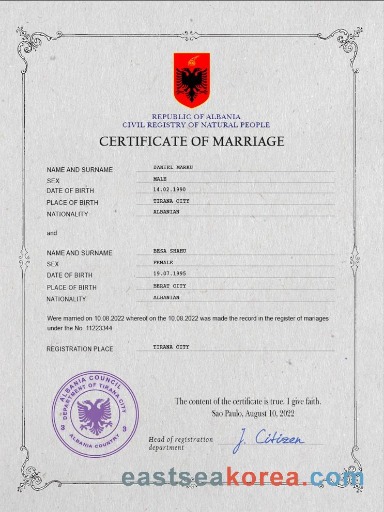 REPUBLIC OF ALBANIA
CIVIL REGISTRY OF NATURAL PEOPLE
CERTIFICATE OF MARRIAGE
NAME AND SURNAME DANIEL MARKU
SEX MALE
DATE OF BIRTH 14.02.1990
PLACE OF BIRTH TIRANA CITY
NATIONALITY ALBANIAN
and
NAME AND SURNAME BESA SHAHU
SEX FEMALE
DATE OF BIRTH 19.07.1995
PLACE OF BIRTH BERAT CITY
NATIONALITY ALBANIAN
Were married on 10.08.2022 whereon on the 10.08.2022 was made the record in the register of mariages
under the No. 11223344
REGISTRATION PLACE TIRANA CITY
ALBANIA COUNCIL
DEPARTMENT OF TIRANA CITY
3 3
ALBANIA COUNTRY
The content of the certificate is true. I give faith.
Sao Paulo, August 10, 2022
Head of registration
department
J. Citizen
eastseakorea.com